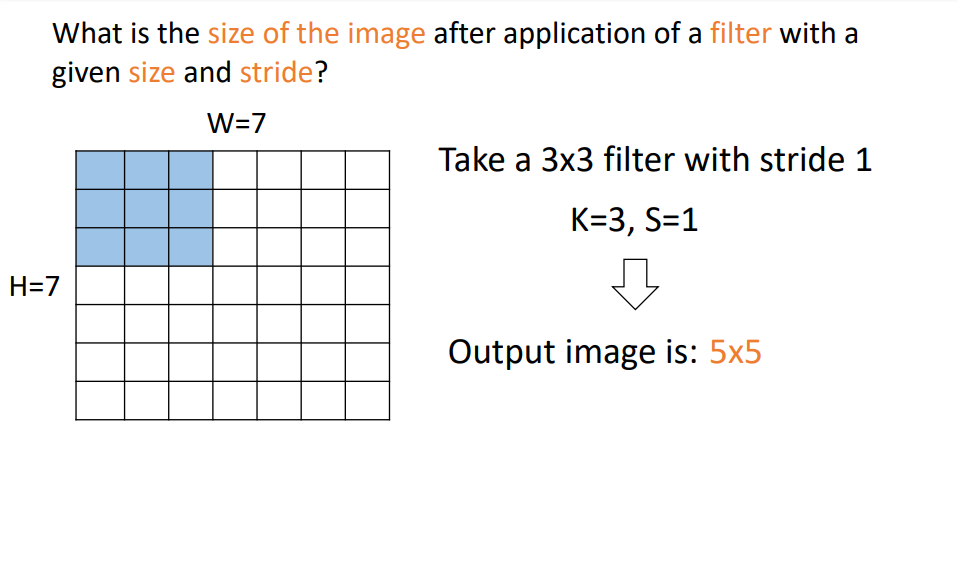 What is the size of the image after application of a filter with a
given size and stride?
W=7
Take a 3x3 filter with stride 1
K=3, S=1
H=7
Output image is: 5x5